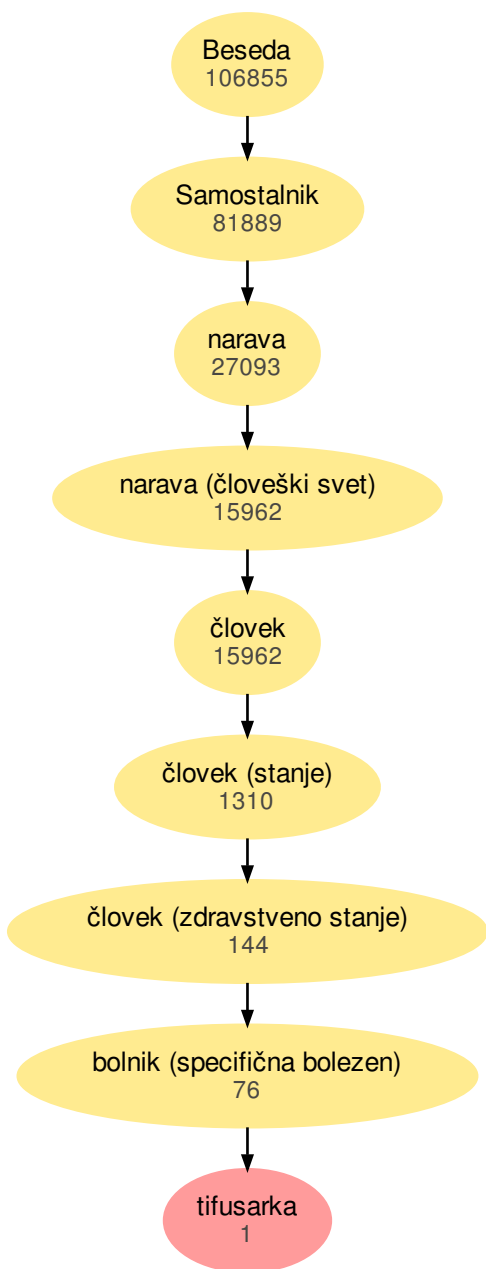 Beseda
106855
Samostalnik
81889
narava
27093
narava (človeški svet)
15962
človek
15962
človek (stanje)
1310
človek (zdravstveno stanje)
144
bolnik (specifična bolezen)
76
tifusarka
1